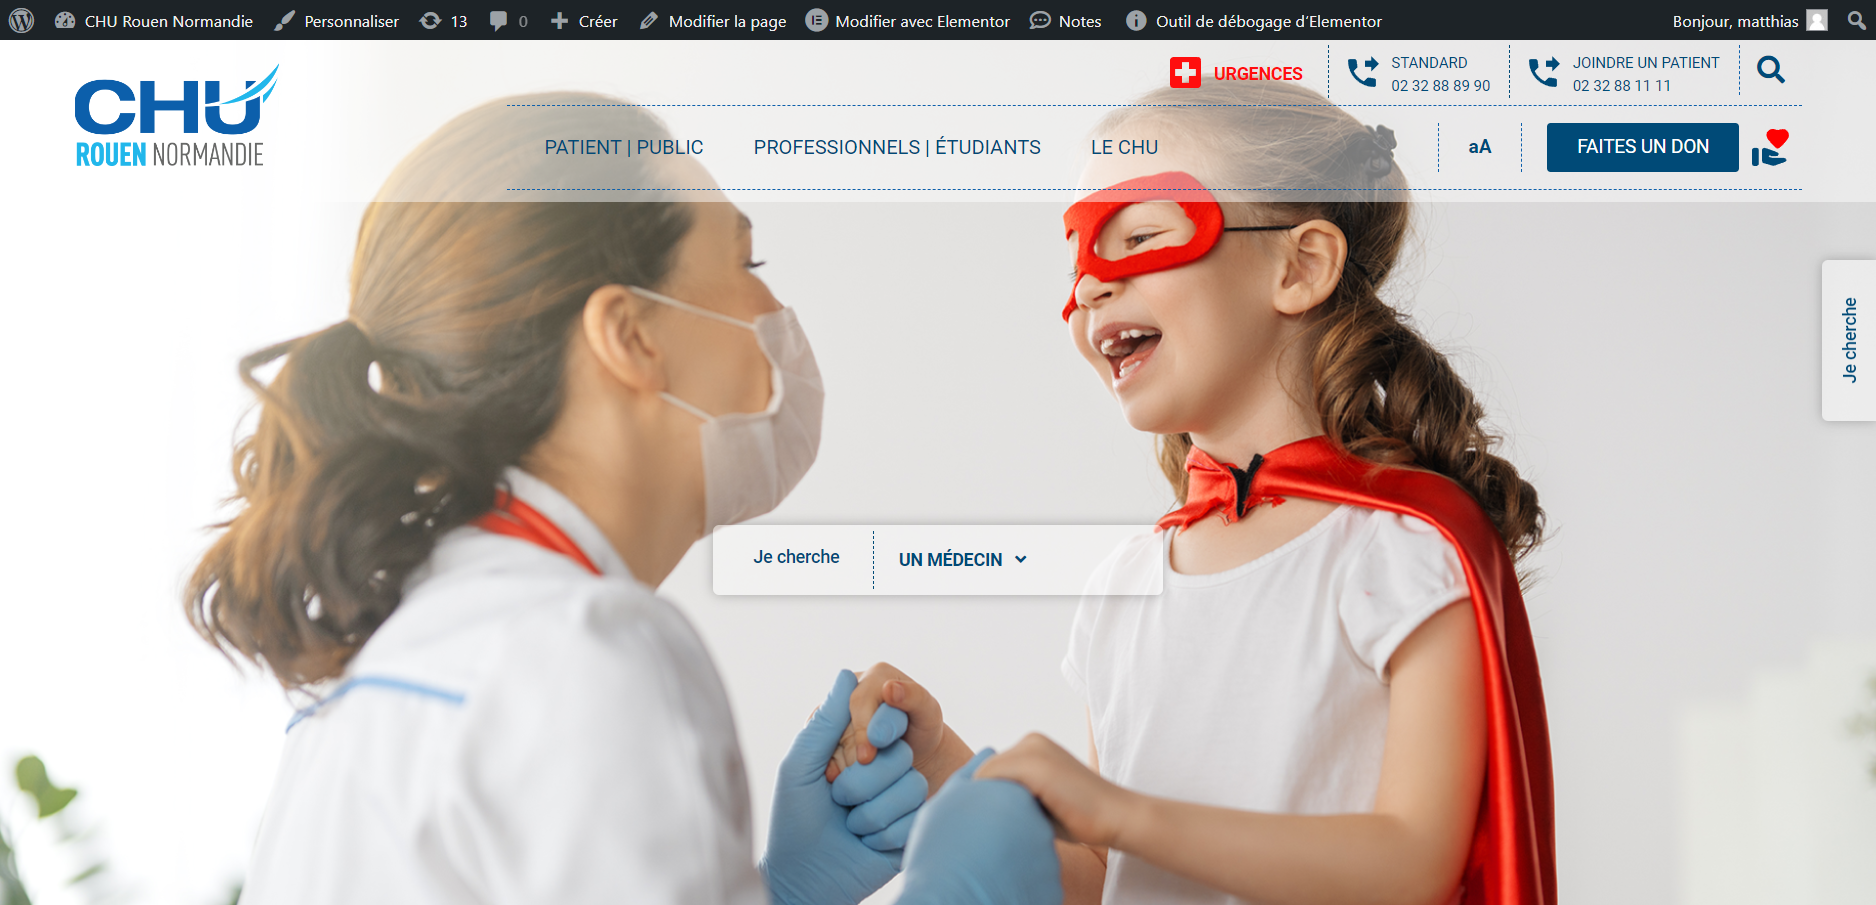 CHU Rouen Normandie Personnaliser 13 0 Créer Modifier la page Modifier avec Elementor Notes Outil de débogage d’Elementor Bonjour, matthias
CHU
ROUEN NORMANDIE
URGENCES
STANDARD
02 32 88 89 90
JOINDRE UN PATIENT
02 32 88 11 11
PATIENT | PUBLIC PROFESSIONNELS | ÉTUDIANTS LE CHU aA FAITES UN DON
Je cherche
Je cherche UN MÉDECIN